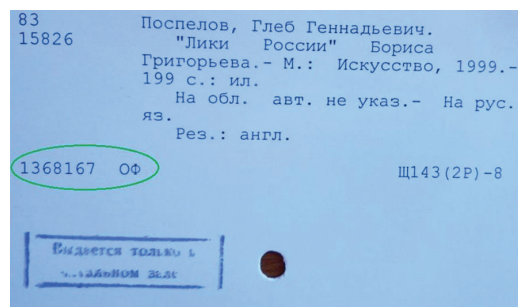 83
15826
Поспелов, Глеб Геннадьевич.
"Лики России" Бориса
Григорьева.- М.: Искусство, 1999.-
199 с.: ил.
На обл. авт. не указ.- На рус.
яз.
Рез.: англ.
1368167 ОФ
Щ143(2Р)-8
Выдается только в
читальном зале